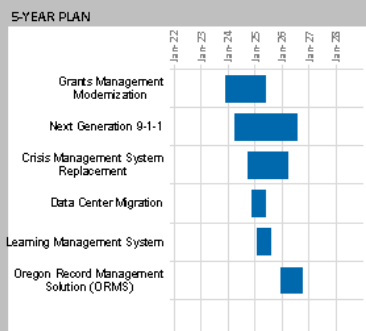 5-YEAR PLAN
Jan-22
Jan-23
Jan-24
Jan-25
Jan-26
Jan-27
Jan-28
Grants Management
Modernization
Next Generation 9-1-1
Crisis Management System
Replacement
Data Center Migration
Learning Management System
Oregon Record Management
Solution (ORMS)